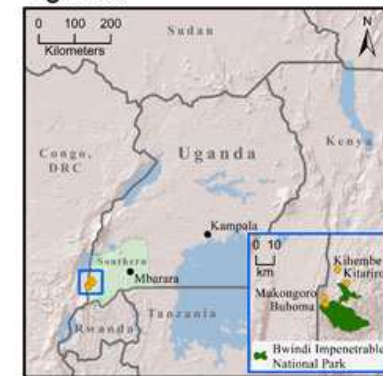 0 100 200
Kilometers
Sudan
N
Congo,
DRC
Uganda
Kenya
Kampala
Southern
Mbarara
Rwanda
Tanzania
0 10
km
Kihembe
Kitariro
Makongoro
Buhoma
Bwindi Impenetrable
National Park